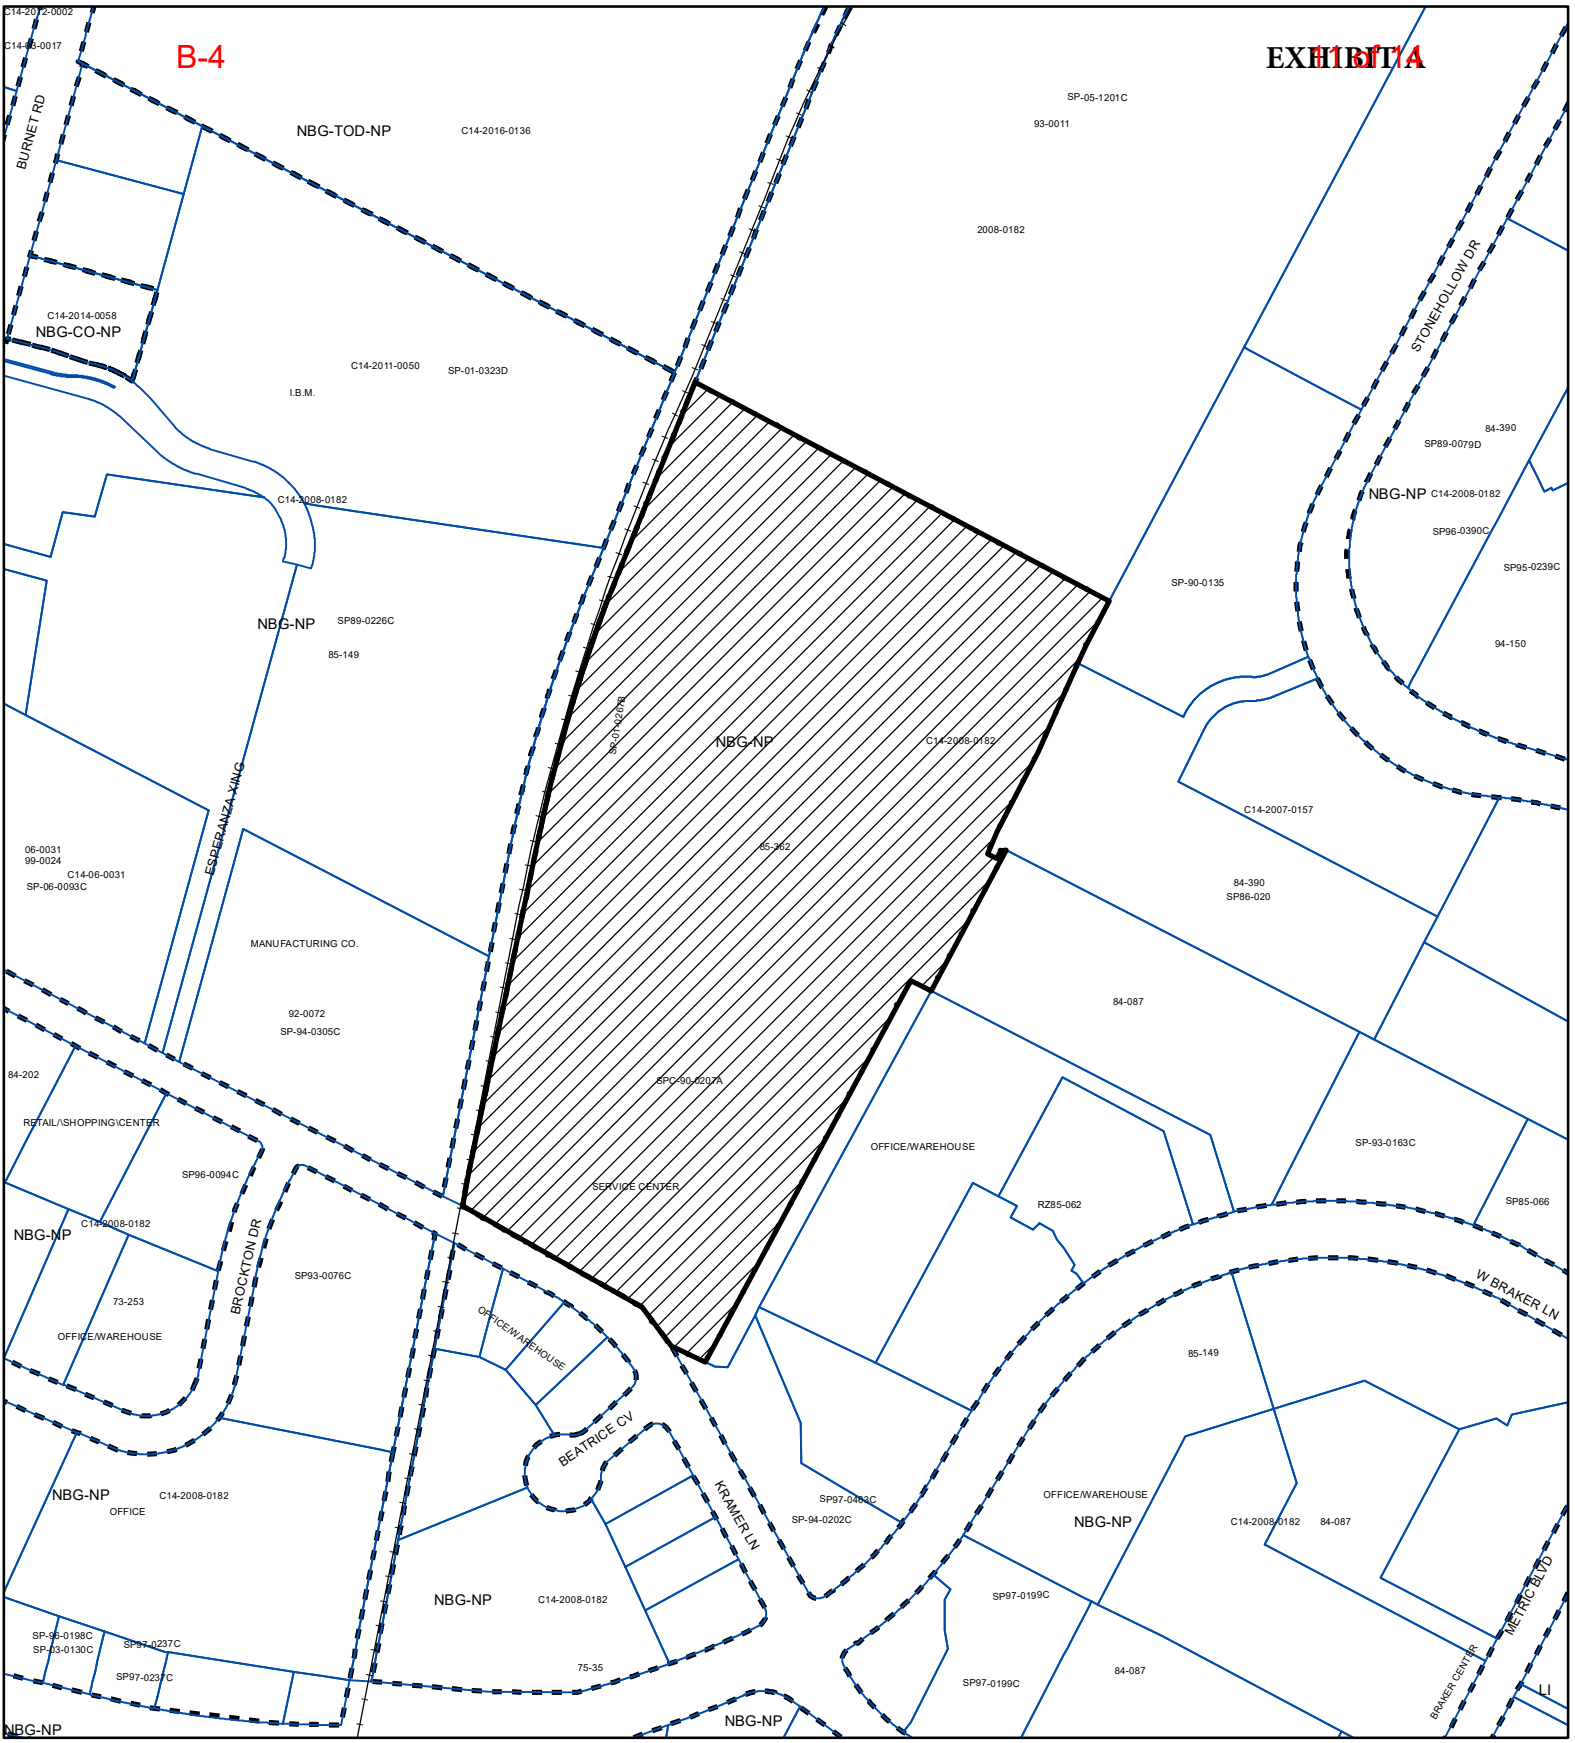 C14-2012-0002
C14-03-0017
B-4
EXHIBIT A
11 of 14
BURNET RD
NBG-TOD-NP
C14-2016-0136
SP-05-1201C
93-0011
2008-0182
STONEHOLLOW DR
C14-2014-0058
NBG-CO-NP
C14-2011-0050
SP-01-0323D
I.B.M.
84-390
SP89-0079D
NBG-NP
C14-2008-0182
SP96-0390C
SP95-0239C
94-150
C14-2008-0182
SP-90-0135
NBG-NP
SP89-0226C
85-149
SP-01-0267B
NBG-NP
C14-2008-0182
ESPERANZA XING
C14-2007-0157
06-0031
99-0024
C14-06-0031
SP-06-0093C
85-362
84-390
SP86-020
MANUFACTURING CO.
92-0072
SP-94-0305C
84-087
84-202
SPC-90-0207A
RETAIL/\SHOPPING\CENTER
OFFICE/WAREHOUSE
SP-93-0163C
SP96-0094C
SERVICE CENTER
RZ85-062
SP85-066
C14-2008-0182
NBG-NP
BROCKTON DR
SP93-0076C
W BRAKER LN
73-253
OFFICE/WAREHOUSE
OFFICE/WAREHOUSE
85-149
BEATRICE CV
NBG-NP
C14-2008-0182
OFFICE
KRAMER LN
SP97-0463C
SP-94-0202C
OFFICE/WAREHOUSE
NBG-NP
C14-2008-0182
84-087
METRIC BLVD
NBG-NP
C14-2008-0182
SP97-0199C
SP-96-0198C
SP-03-0130C
SP97-0237C
SP97-0237C
75-35
84-087
SP97-0199C
BRAKER CENTER
LI
NBG-NP
NBG-NP